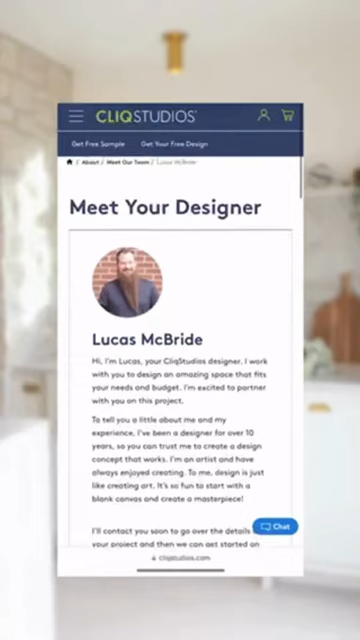 CLIQSTUDIOS
Get Free Sample Get Your Free Design
/ About / Meet Our Team / Lucas McBride
Meet Your Designer
Lucas McBride
Hi, I'm Lucas, your CliqStudios designer. I work
with you to design an amazing space that fits
your needs and budget. I'm excited to partner
with you on this project.
To tell you a little about me and my
experience, I've been a designer for over 10
years, so you can trust me to create a design
concept that works. I'm an artist and have
always enjoyed creating. To me, design is just
like creating art. It's so fun to start with a
blank canvas and create a masterpiece!
I'll contact you soon to go over the details
Chat
your project and then we can get started on
cliqstudios.com